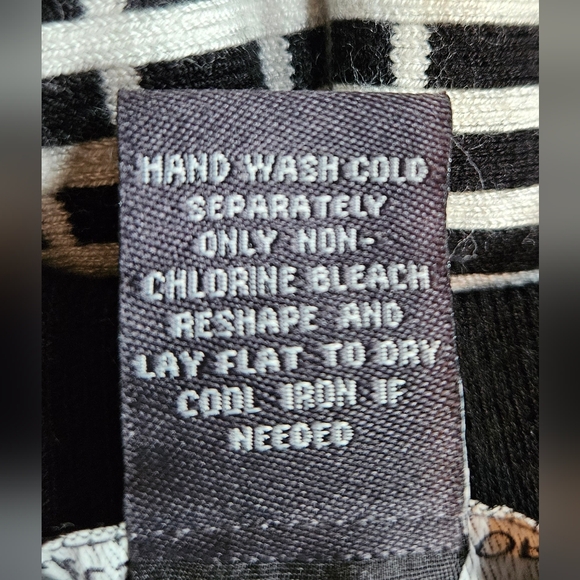 HAND WASH COLD
SEPARATELY
ONLY NON-
CHLORINE BLEACH
RESHAPE AND
LAY FLAT TO DRY
COOL IRON IF
NEEDED